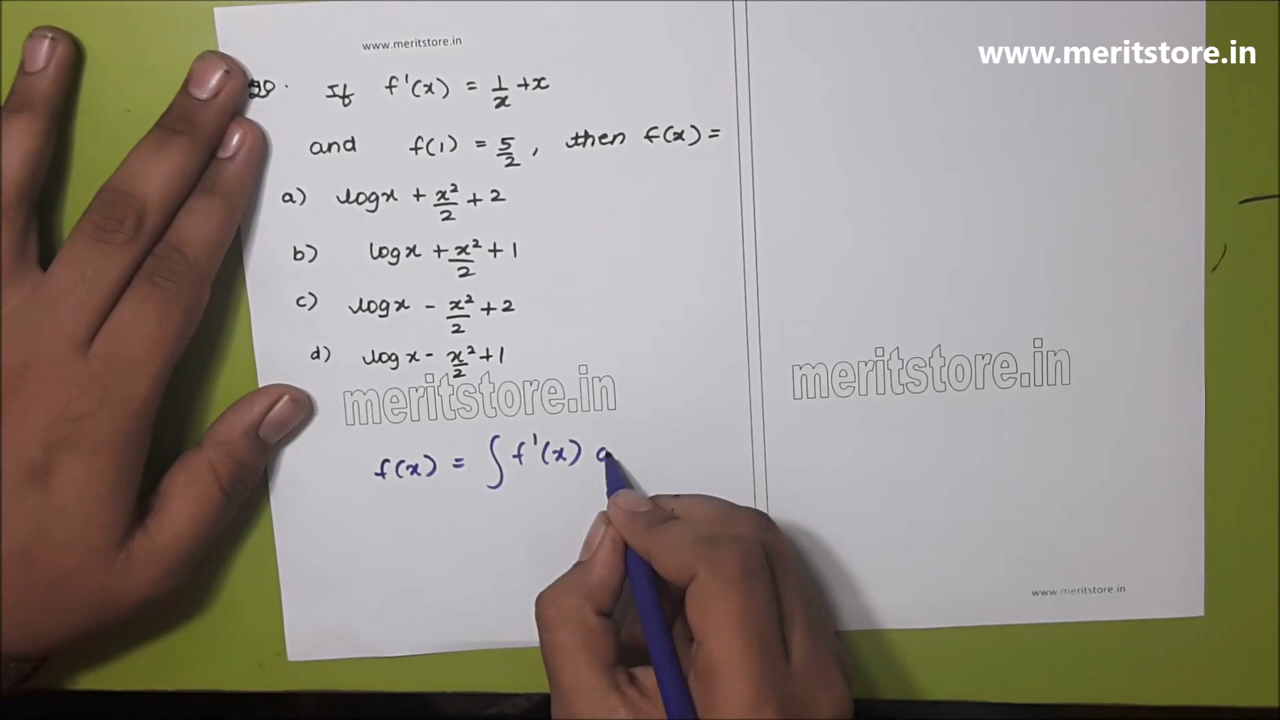 www.meritstore.in
www.meritstore.in
If f'(x) = 1/x + x
and f(1) = 5/2, then f(x) =
a) log x + x²/2 + 2
b) log x + x²/2 + 1
c) log x - x²/2 + 2
d) log x - x²/2 + 1
meritstore.in
meritstore.in
f(x) = ∫ f'(x)
www.meritstore.in